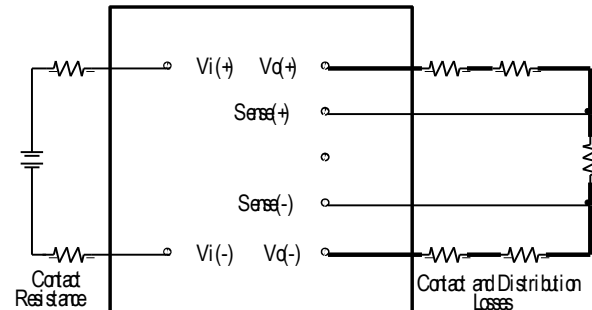 Vi(+) Vo(+)
Sense(+)
Sense(-)
Vi(-) Vo(-)
Contact
Resistance
Contact and Distribution
Losses